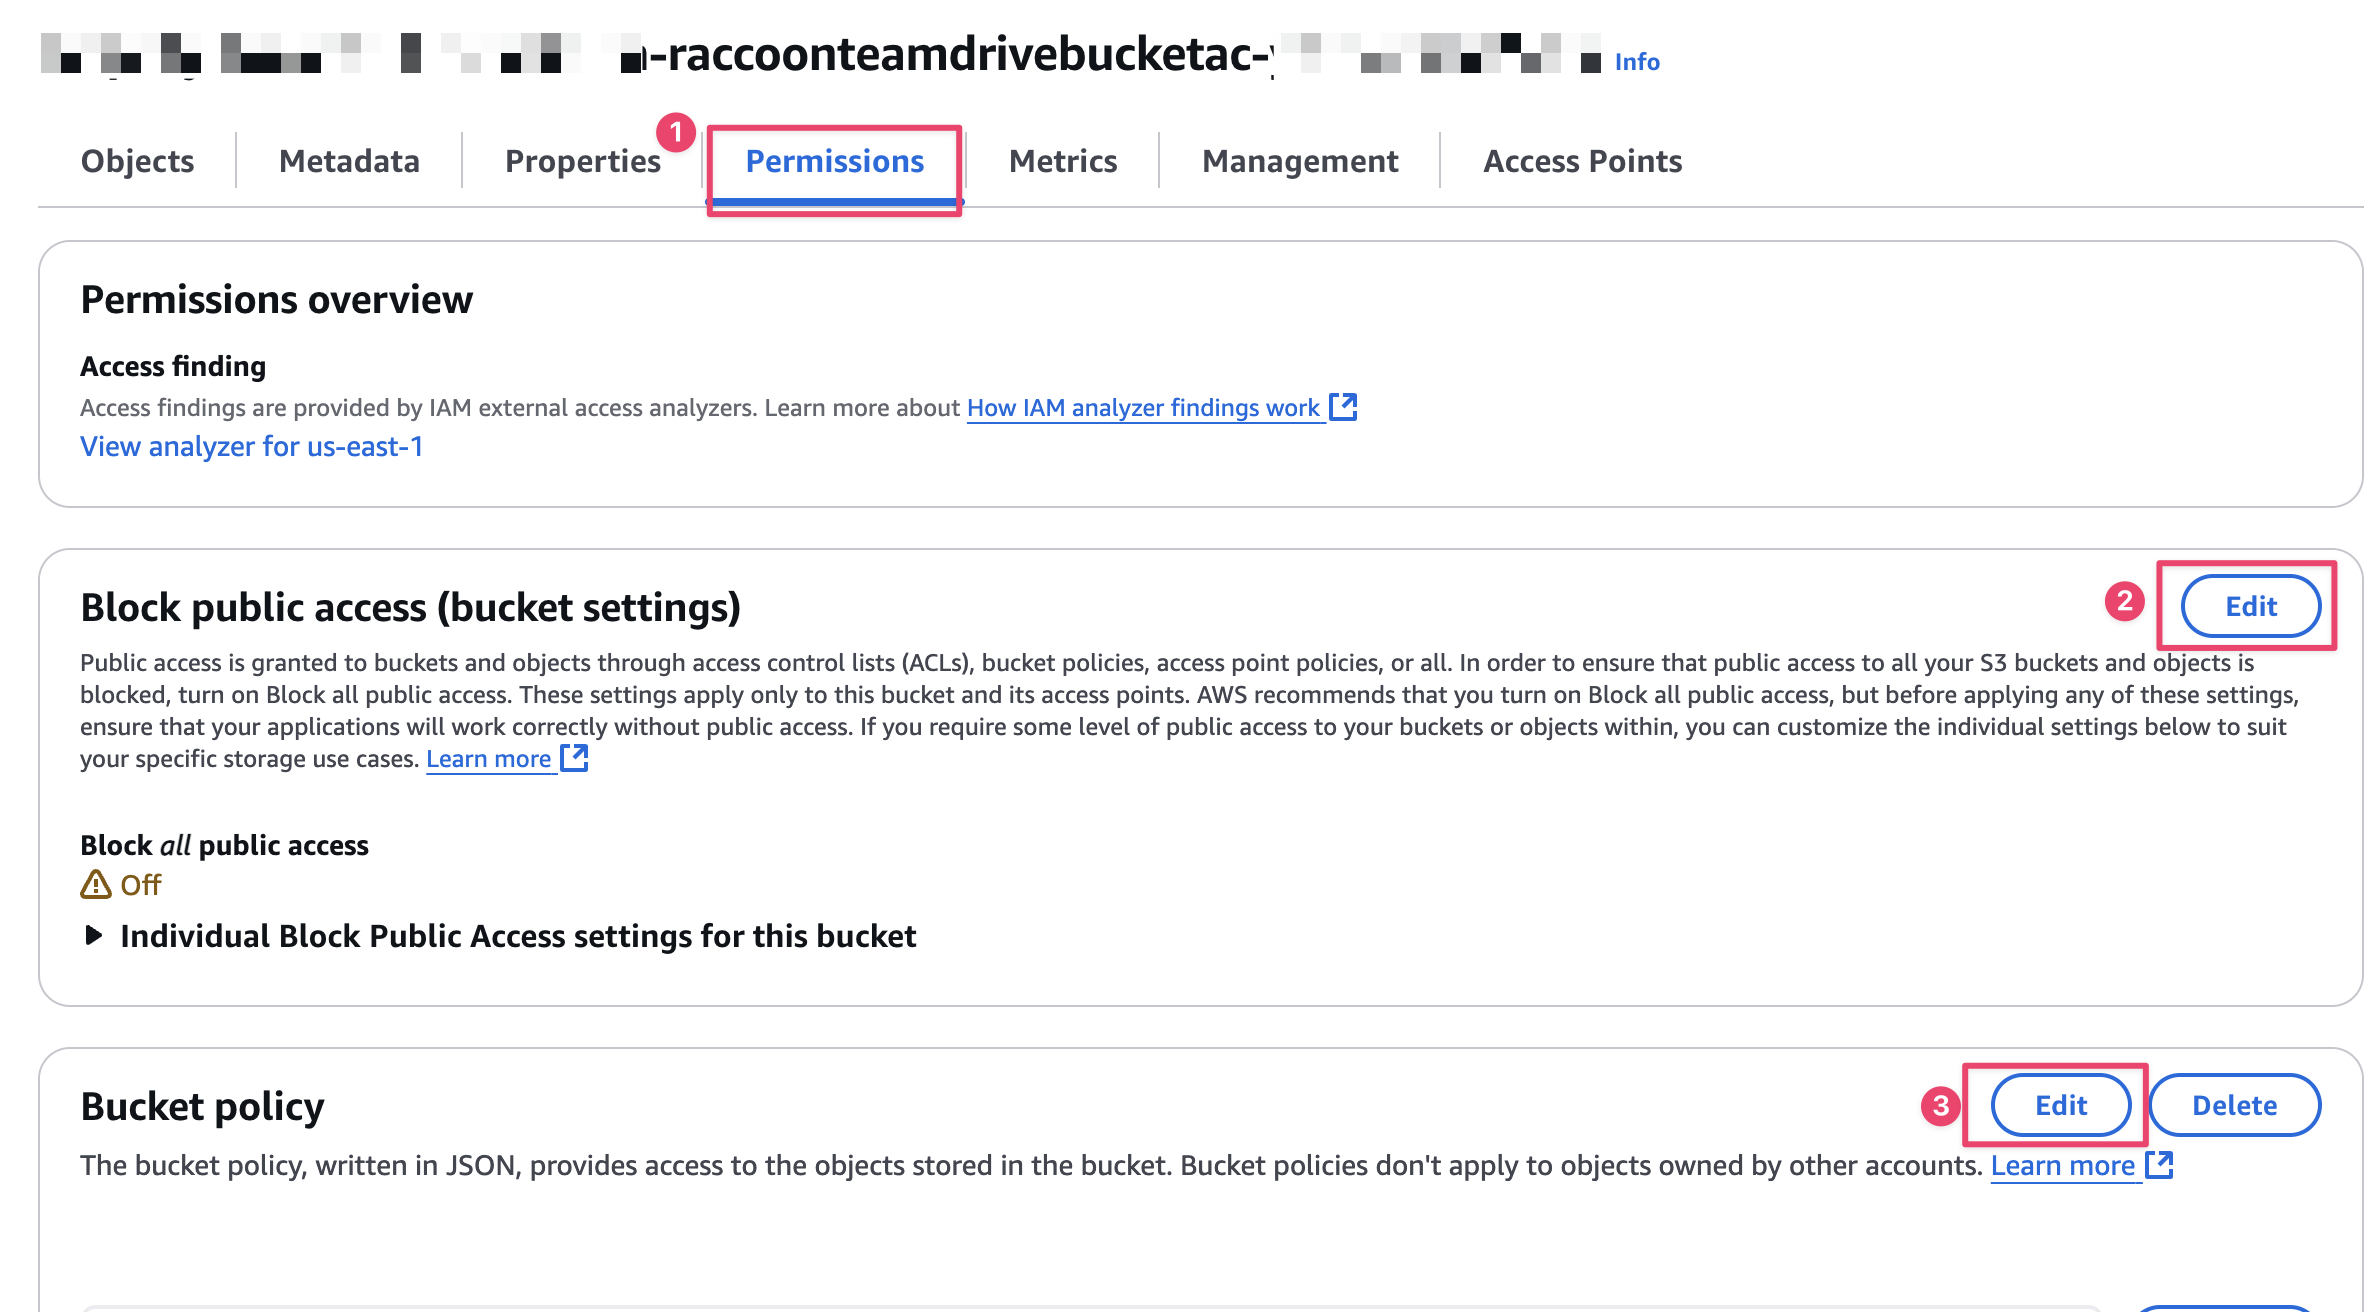 -raccoonteamdrivebucketac- Info
1
Objects Metadata Properties Permissions Metrics Management Access Points
Permissions overview
Access finding
Access findings are provided by IAM external access analyzers. Learn more about How IAM analyzer findings work
View analyzer for us-east-1
Block public access (bucket settings)
2 Edit
Public access is granted to buckets and objects through access control lists (ACLs), bucket policies, access point policies, or all. In order to ensure that public access to all your S3 buckets and objects is
blocked, turn on Block all public access. These settings apply only to this bucket and its access points. AWS recommends that you turn on Block all public access, but before applying any of these settings,
ensure that your applications will work correctly without public access. If you require some level of public access to your buckets or objects within, you can customize the individual settings below to suit
your specific storage use cases. Learn more
Block all public access
Off
Individual Block Public Access settings for this bucket
Bucket policy
3 Edit Delete
The bucket policy, written in JSON, provides access to the objects stored in the bucket. Bucket policies don't apply to objects owned by other accounts. Learn more